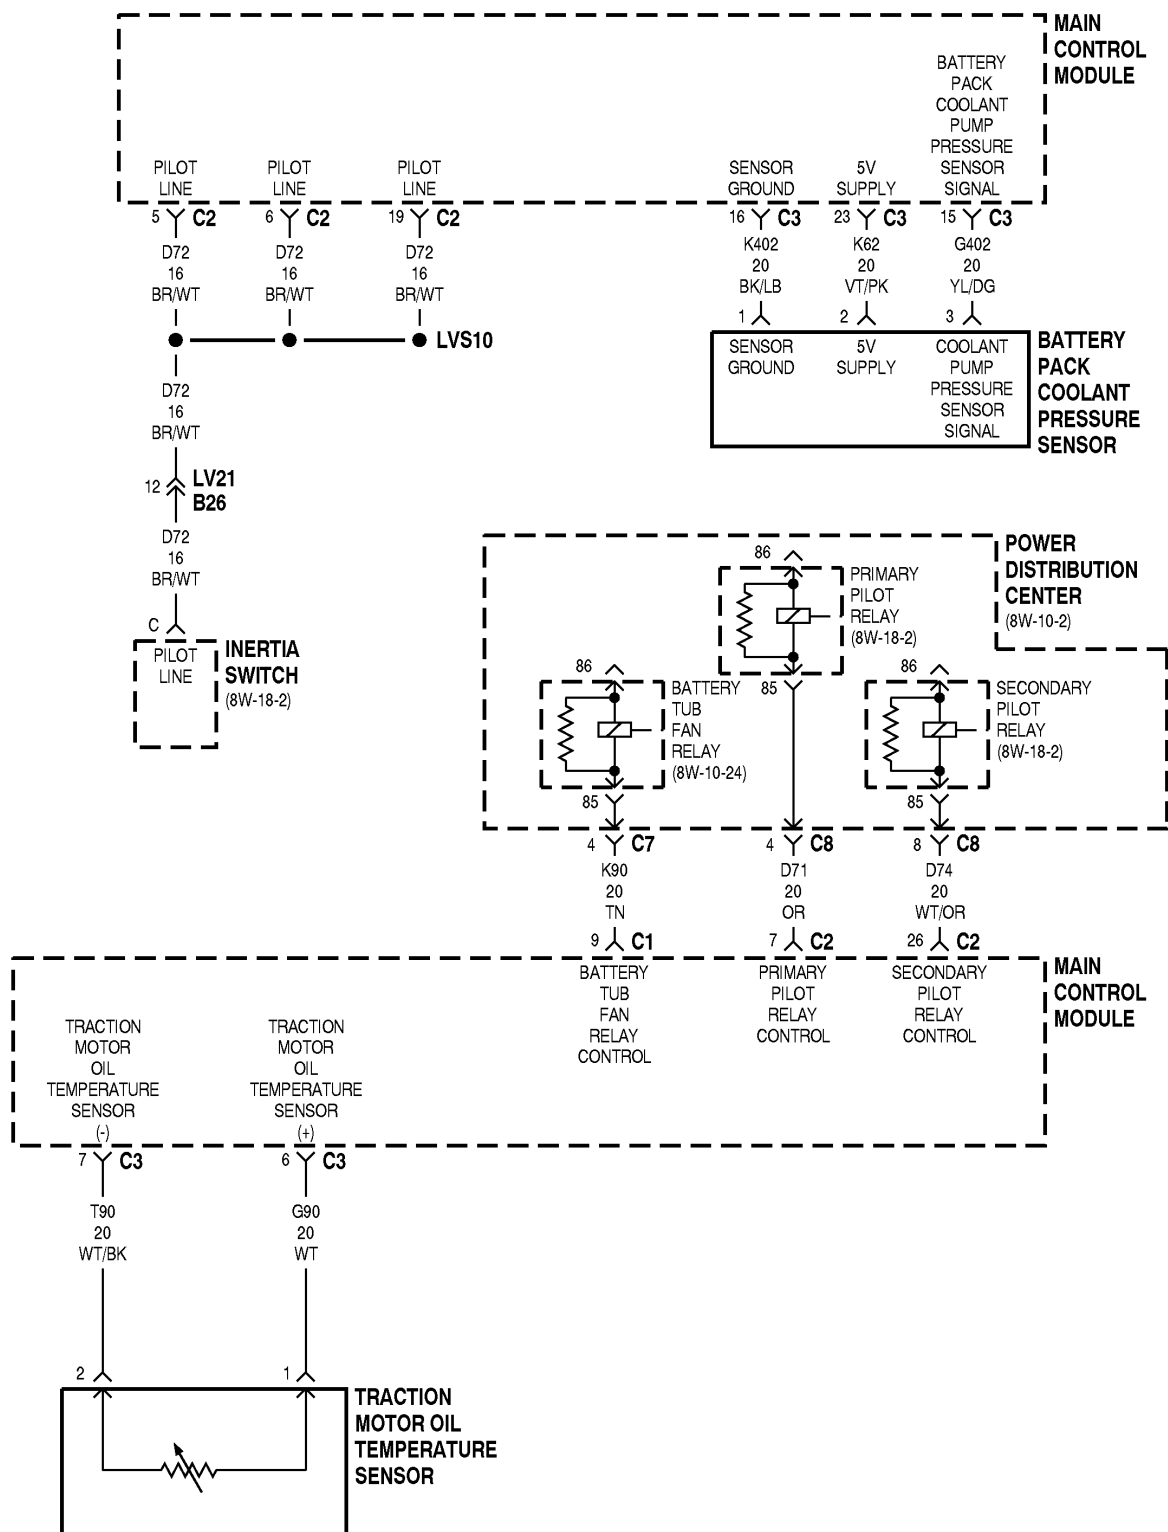 MAIN
CONTROL
MODULE
BATTERY
PACK
COOLANT
PUMP
PRESSURE
SENSOR
SIGNAL
PILOT
LINE
PILOT
LINE
PILOT
LINE
SENSOR
GROUND
5V
SUPPLY
5 C2
6 C2
19 C2
16 C3
23 C3
15 C3
D72
16
BR/WT
D72
16
BR/WT
D72
16
BR/WT
K402
20
BK/LB
K62
20
VT/PK
G402
20
YL/DG
LVS10
1
2
3
SENSOR
GROUND
5V
SUPPLY
COOLANT
PUMP
PRESSURE
SENSOR
SIGNAL
BATTERY
PACK
COOLANT
PRESSURE
SENSOR
D72
16
BR/WT
12
LV21
B26
D72
16
BR/WT
C
PILOT
LINE
INERTIA
SWITCH
(8W-18-2)
POWER
DISTRIBUTION
CENTER
(8W-10-2)
86
PRIMARY
PILOT
RELAY
(8W-18-2)
85
86
BATTERY
TUB
FAN
RELAY
(8W-10-24)
85
86
SECONDARY
PILOT
RELAY
(8W-18-2)
85
4 C7
4 C8
8 C8
K90
20
TN
D71
20
OR
D74
20
WT/OR
9 C1
7 C2
26 C2
MAIN
CONTROL
MODULE
BATTERY
TUB
FAN
RELAY
CONTROL
PRIMARY
PILOT
RELAY
CONTROL
SECONDARY
PILOT
RELAY
CONTROL
TRACTION
MOTOR
OIL
TEMPERATURE
SENSOR
(-)
TRACTION
MOTOR
OIL
TEMPERATURE
SENSOR
(+)
7 C3
6 C3
T90
20
WT/BK
G90
20
WT
2
1
TRACTION
MOTOR OIL
TEMPERATURE
SENSOR